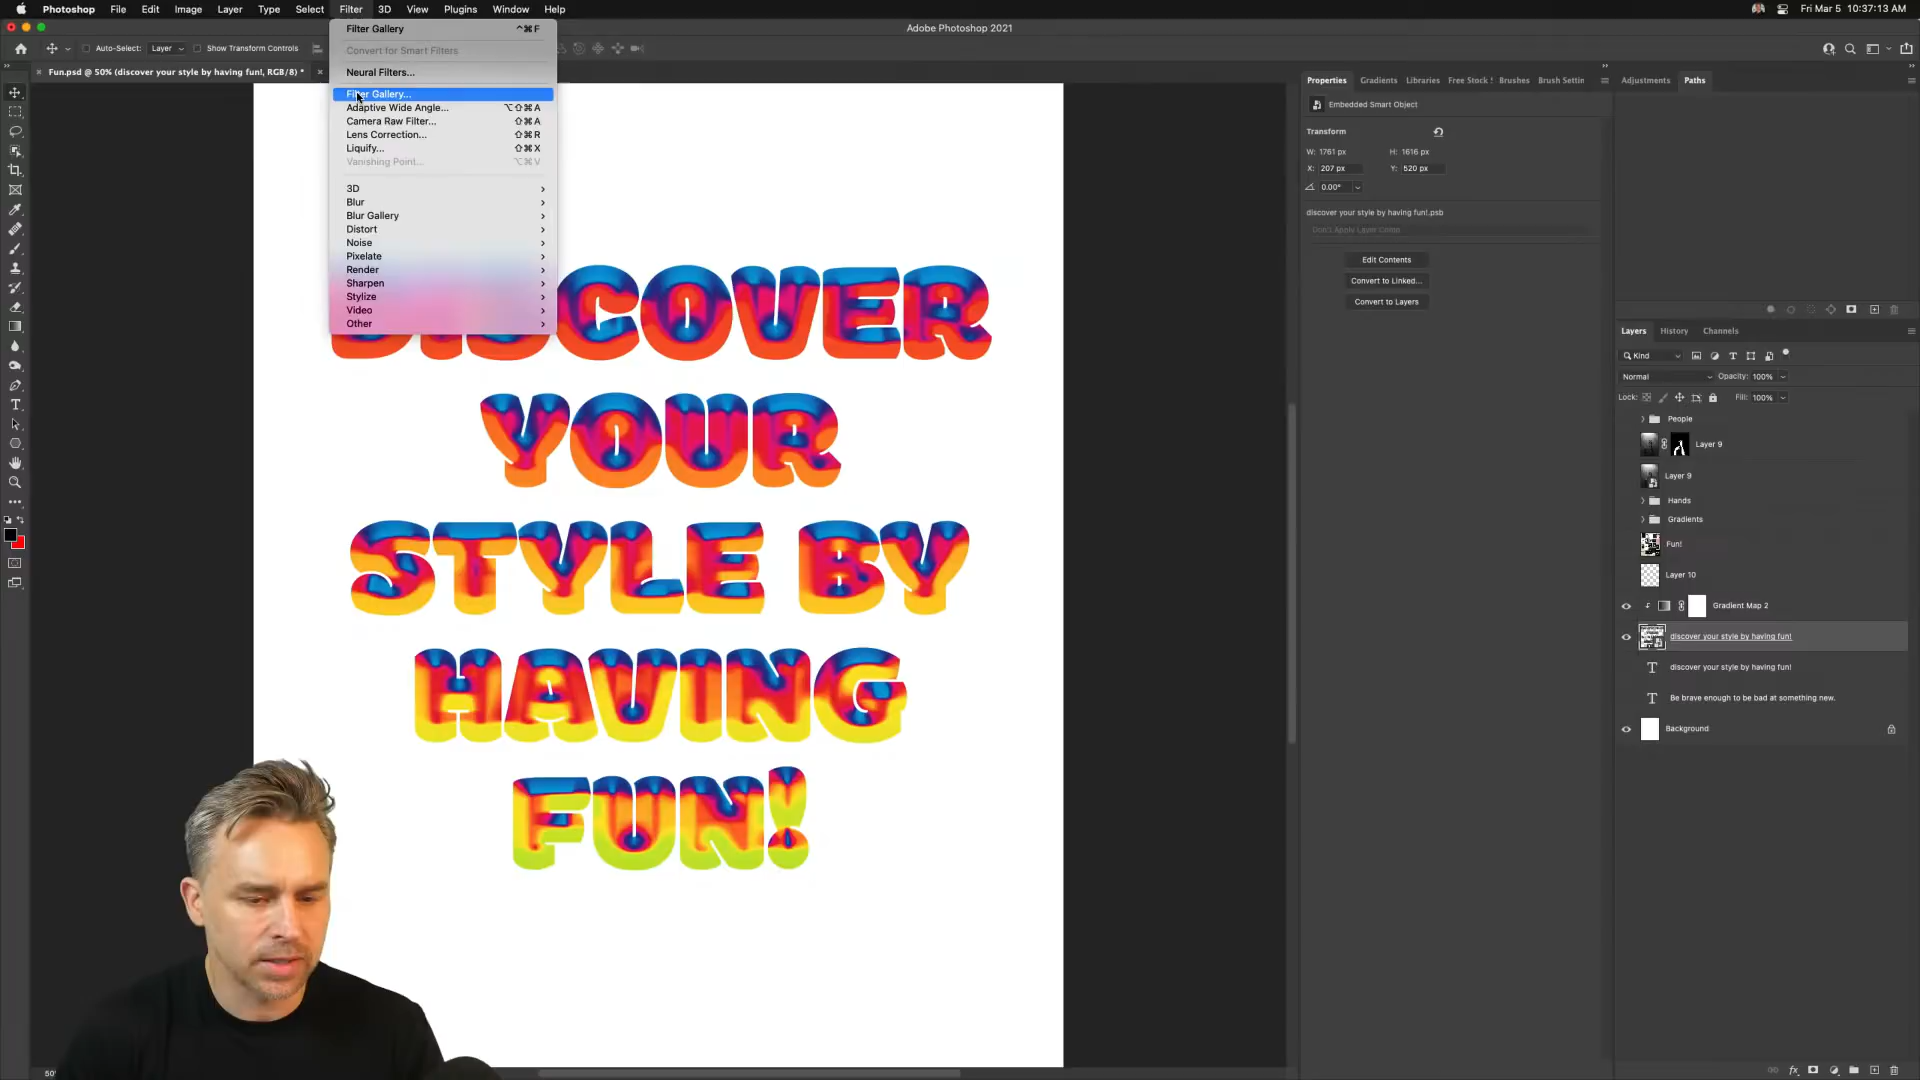 Photoshop File Edit Image Layer Type Select Filter 3D View Plugins Window Help Fri Mar 5 10:37:13 AM
Adobe Photoshop 2021
Auto-Select: Layer Show Transform Controls
Fun.psd @ 50% (discover your style by having fun!, RGB/8) *
Filter Gallery ⌃⌘F
Convert for Smart Filters
Neural Filters...
Filter Gallery...
Adaptive Wide Angle... ⌥⇧⌘A
Camera Raw Filter... ⇧⌘A
Lens Correction... ⇧⌘R
Liquify... ⇧⌘X
Vanishing Point... ⌥⌘V
3D
Blur
Blur Gallery
Distort
Noise
Pixelate
Render
Sharpen
Stylize
Video
Other
DISCOVER
YOUR
STYLE BY
HAVING
FUN!
Properties Gradients Libraries Free Stock Brushes Brush Settin
Embedded Smart Object
Transform
W: 1761 px H: 1616 px
X: 207 px Y: 520 px
0.00°
discover your style by having fun!.psb
Don't Apply Layer Comp
Edit Contents
Convert to Linked...
Convert to Layers
Adjustments Paths
Layers History Channels
Kind
Normal Opacity: 100%
Lock: Fill: 100%
People
Layer 9
Layer 9
Hands
Gradients
Fun!
Layer 10
Gradient Map 2
discover your style by having fun!
discover your style by having fun!
Be brave enough to be bad at something new.
Background